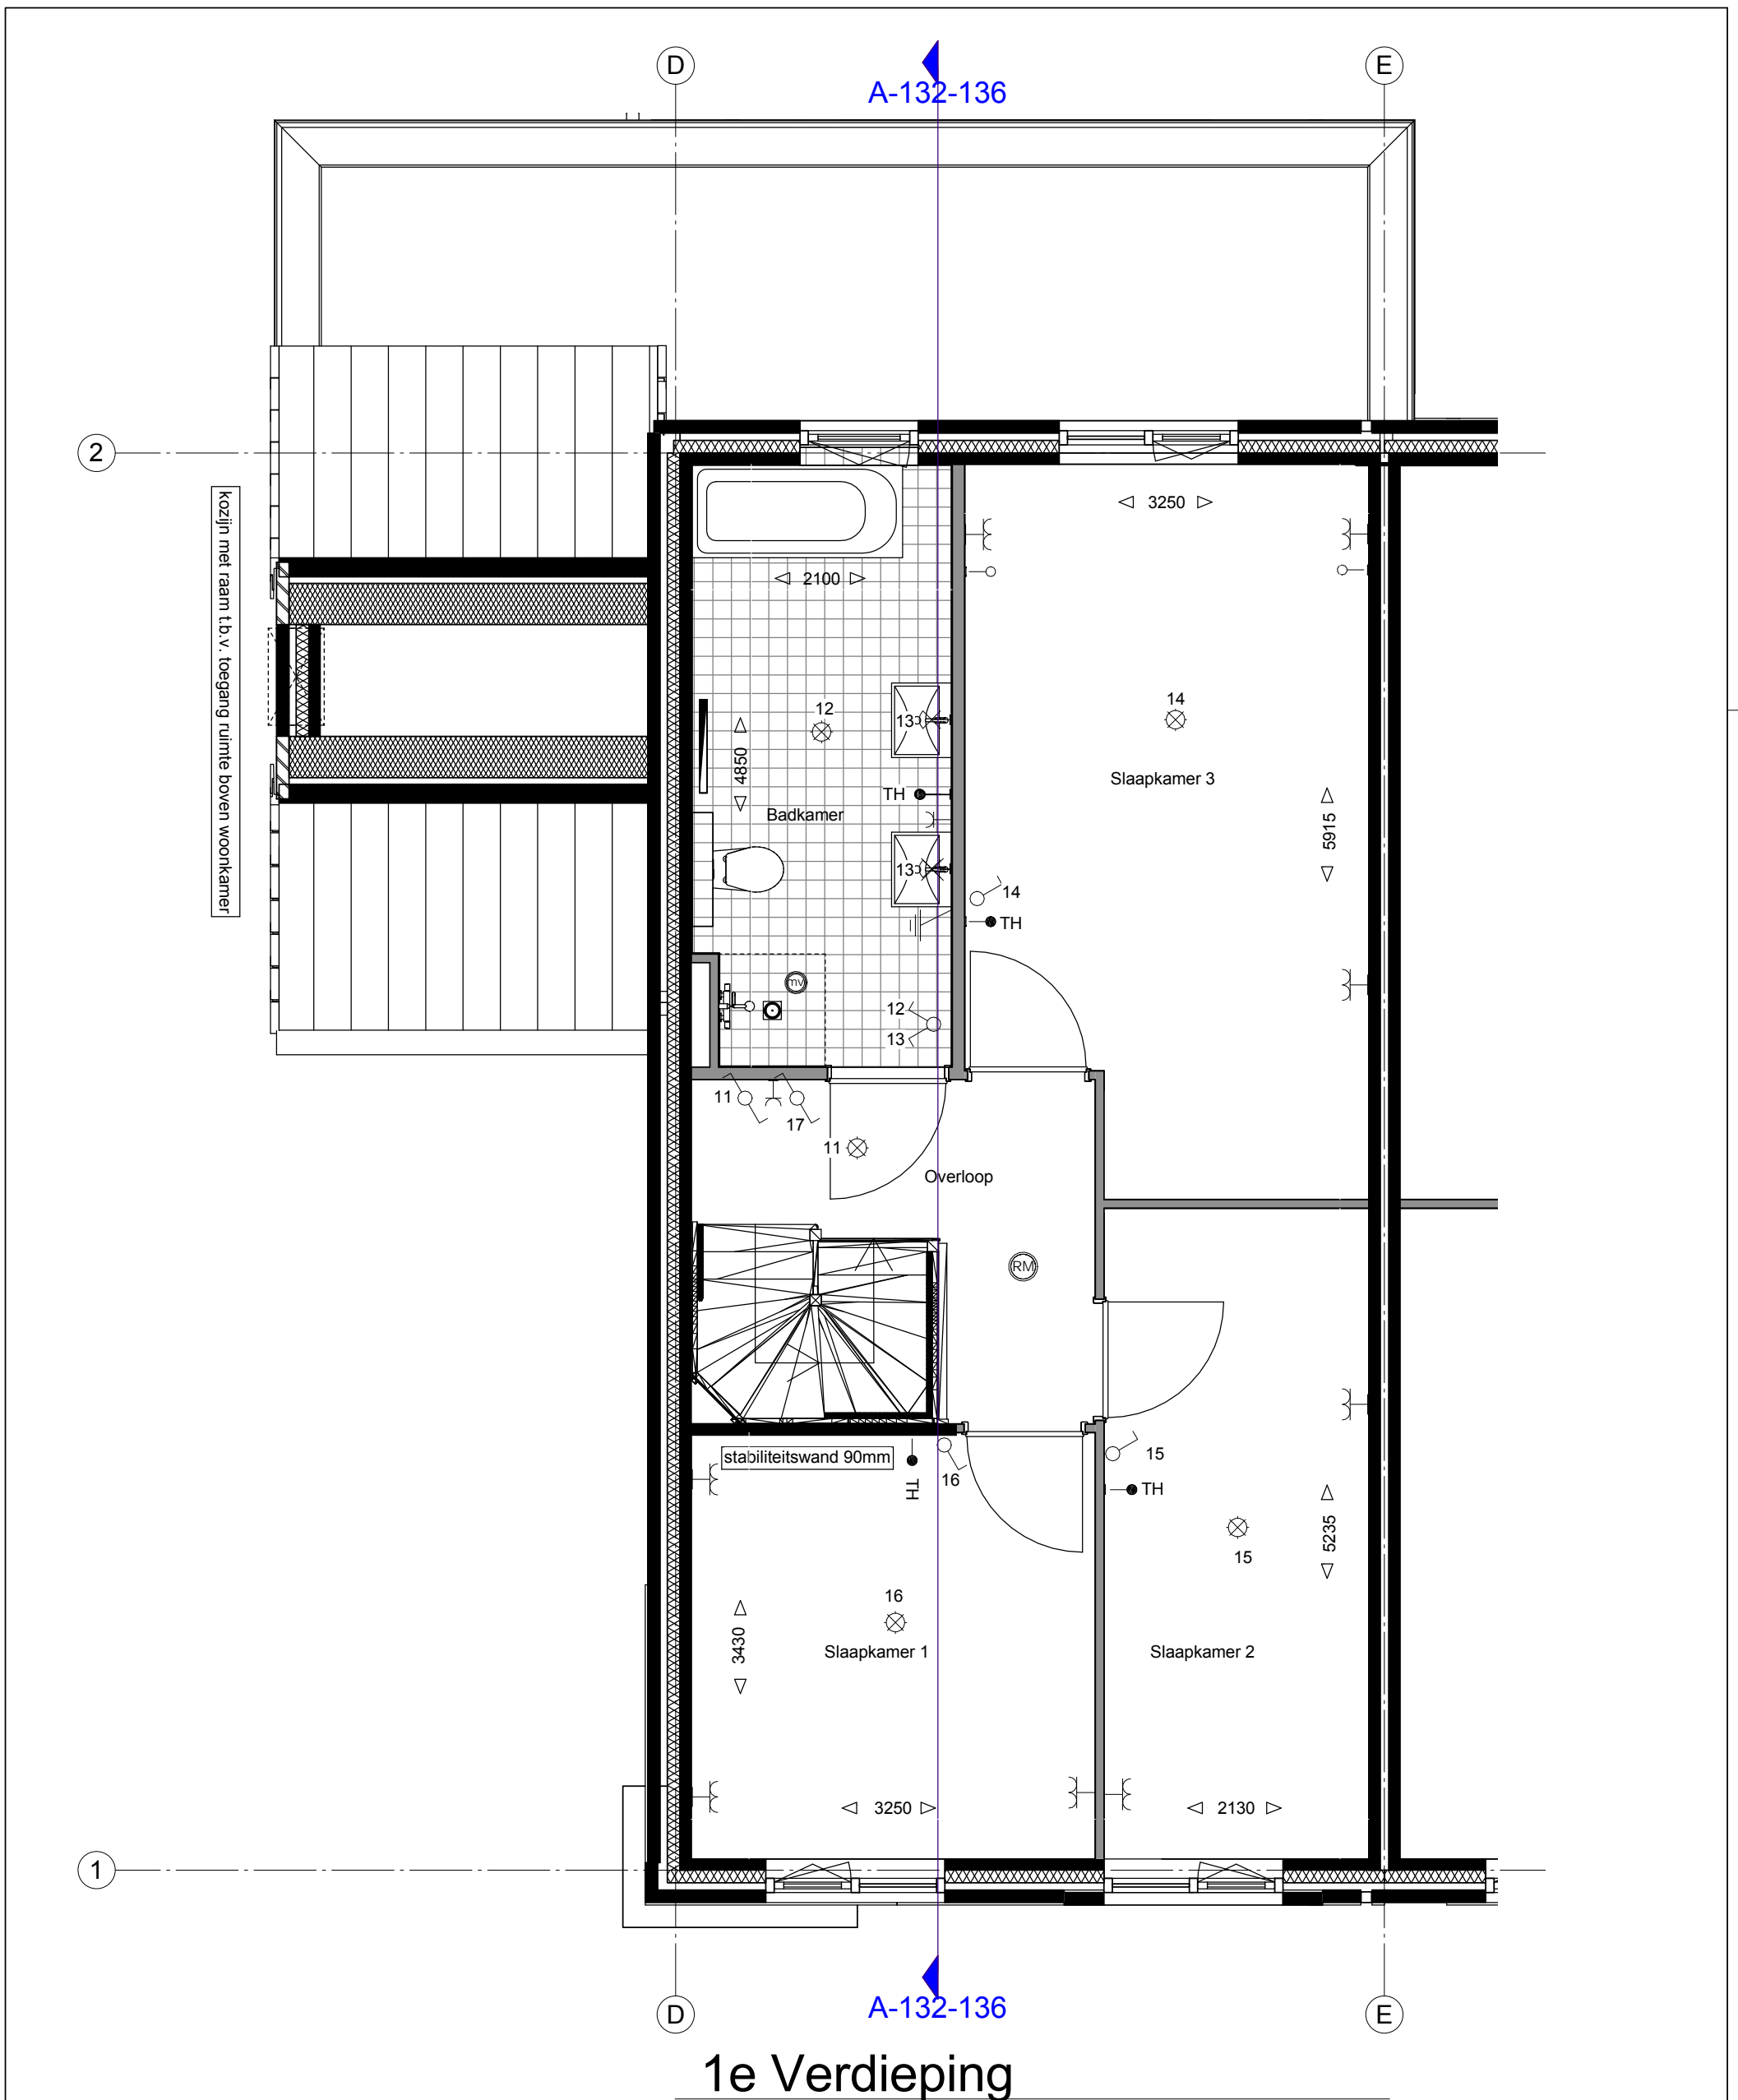 D
E
A-132-136
2
kozijn met raam t.b.v. toegang ruimte boven woonkamer
3250
2100
12
13
14
4850
TH
Badkamer
Slaapkamer 3
5915
13
14
TH
mv
12
13
11
17
11
Overloop
RM
stabiliteitswand 90mm
TH
16
15
TH
15
5235
16
3430
Slaapkamer 1
Slaapkamer 2
3250
2130
1
A-132-136
D
E
1e Verdieping